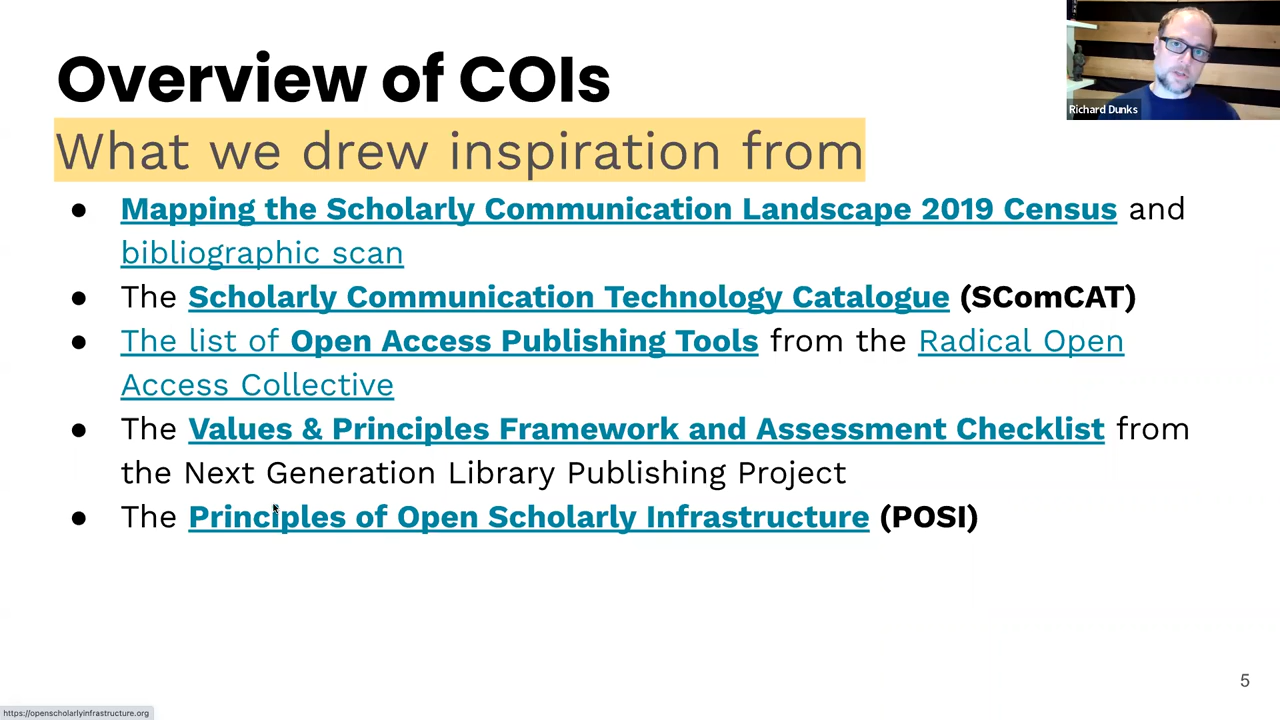 Overview of COIs
Richard Dunks
What we drew inspiration from
● Mapping the Scholarly Communication Landscape 2019 Census and
bibliographic scan
● The Scholarly Communication Technology Catalogue (SComCAT)
● The list of Open Access Publishing Tools from the Radical Open
Access Collective
● The Values & Principles Framework and Assessment Checklist from
the Next Generation Library Publishing Project
● The Principles of Open Scholarly Infrastructure (POSI)
5
https://openscholarlyinfrastructure.org